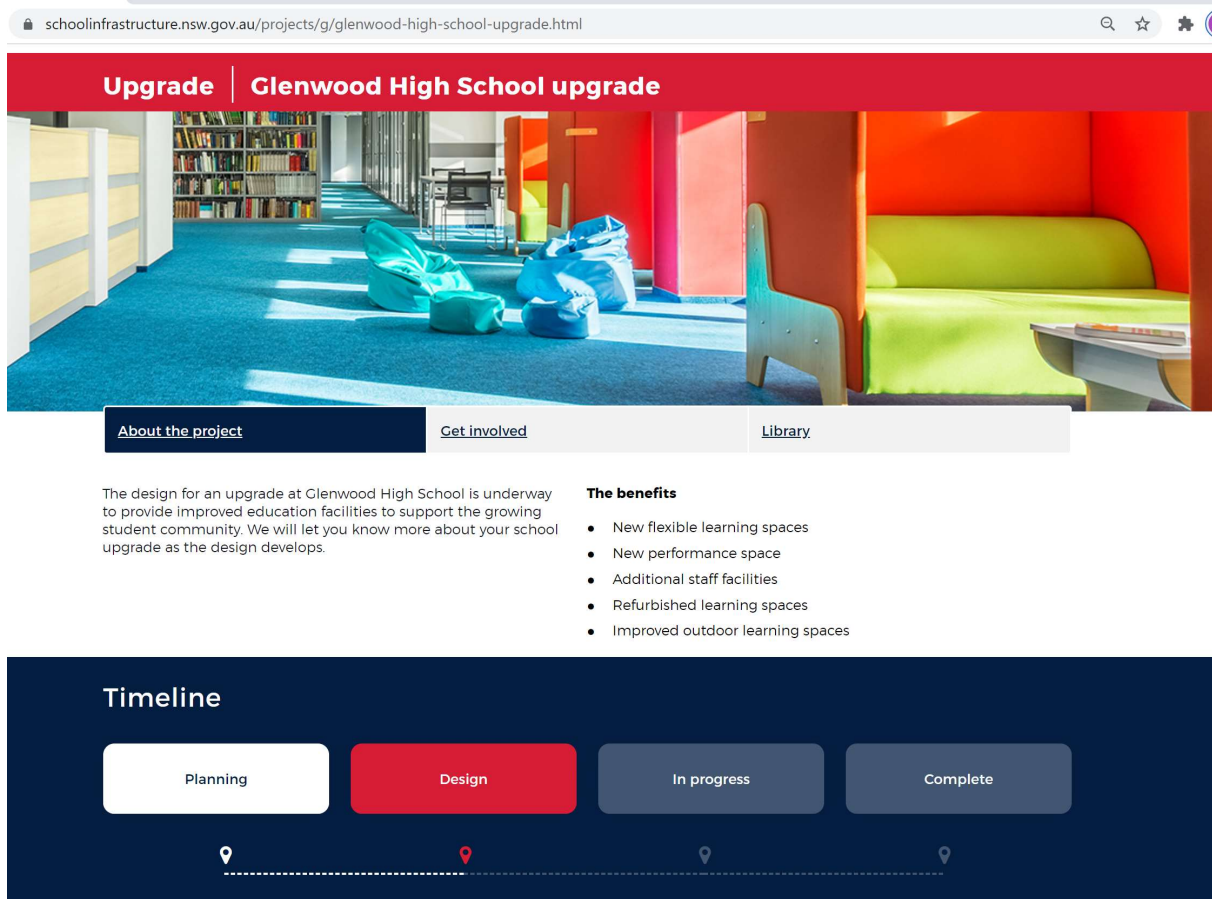 schoolinfrastructure.nsw.gov.au/projects/g/glenwood-high-school-upgrade.html
Upgrade | Glenwood High School upgrade
About the project
Get involved
Library
The design for an upgrade at Glenwood High School is underway
to provide improved education facilities to support the growing
student community. We will let you know more about your school
upgrade as the design develops.
The benefits
• New flexible learning spaces
• New performance space
• Additional staff facilities
• Refurbished learning spaces
• Improved outdoor learning spaces
Timeline
Planning
Design
In progress
Complete